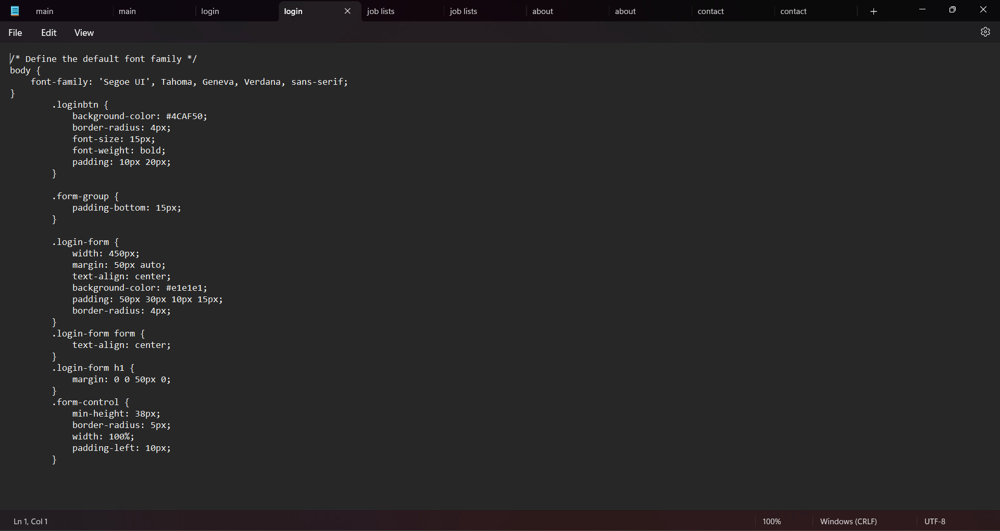 main main login login job lists job lists about about contact contact
File Edit View
/* Define the default font family */
body {
    font-family: 'Segoe UI', Tahoma, Geneva, Verdana, sans-serif;
}
        .loginbtn {
            background-color: #4CAF50;
            border-radius: 4px;
            font-size: 15px;
            font-weight: bold;
            padding: 10px 20px;
        }

        .form-group {
            padding-bottom: 15px;
        }

        .login-form {
            width: 450px;
            margin: 50px auto;
            text-align: center;
            background-color: #e1e1e1;
            padding: 50px 30px 10px 15px;
            border-radius: 4px;
        }
        .login-form form {
            text-align: center;
        }
        .login-form h1 {
            margin: 0 0 50px 0;
        }
        .form-control {
            min-height: 38px;
            border-radius: 5px;
            width: 100%;
            padding-left: 10px;
        }
Ln 1, Col 1 100% Windows (CRLF) UTF-8